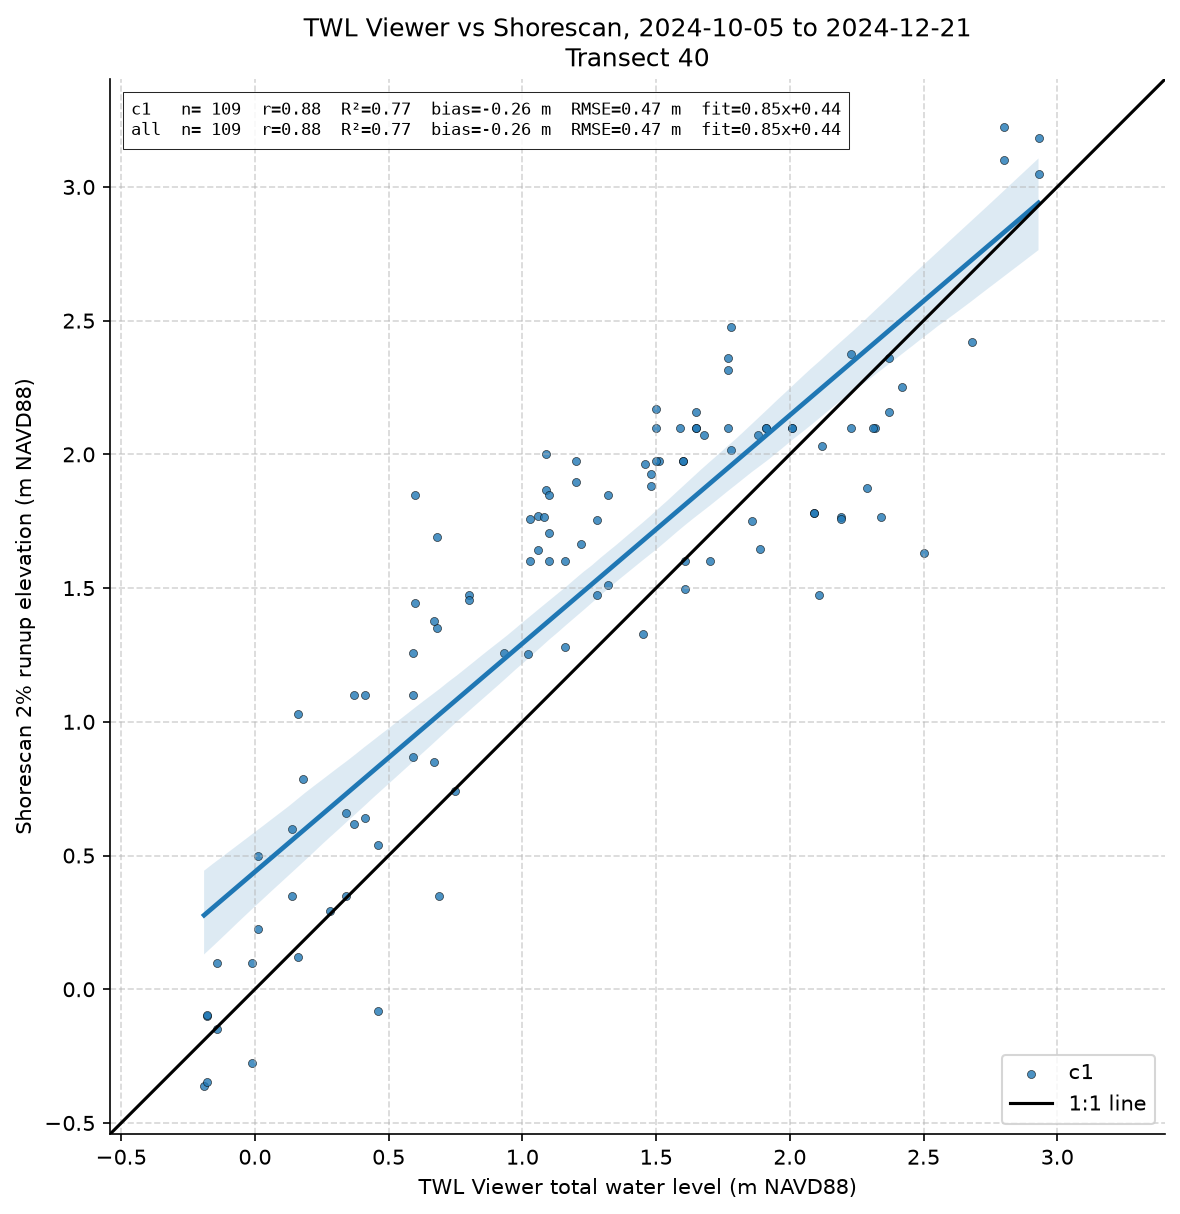 TWL Viewer vs Shorescan, 2024-10-05 to 2024-12-21
Transect 40
c1   n= 109  r=0.88  R²=0.77  bias=-0.26 m  RMSE=0.47 m  fit=0.85x+0.44
all  n= 109  r=0.88  R²=0.77  bias=-0.26 m  RMSE=0.47 m  fit=0.85x+0.44
Shorescan 2% runup elevation (m NAVD88)
3.0
2.5
2.0
1.5
1.0
0.5
0.0
−0.5
c1
1:1 line
−0.5 0.0 0.5 1.0 1.5 2.0 2.5 3.0
TWL Viewer total water level (m NAVD88)